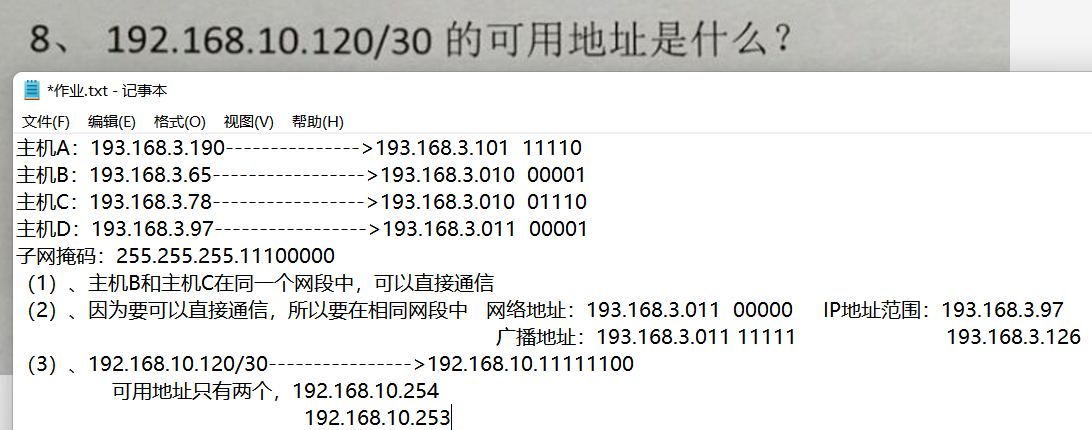 8、 192.168.10.120/30 的可用地址是什么？
*作业.txt - 记事本
文件(F) 编辑(E) 格式(O) 视图(V) 帮助(H)
主机A：193.168.3.190--------------->193.168.3.101 11110
主机B：193.168.3.65----------------->193.168.3.010 00001
主机C：193.168.3.78----------------->193.168.3.010 01110
主机D：193.168.3.97----------------->193.168.3.011 00001
子网掩码：255.255.255.11100000
（1）、主机B和主机C在同一个网段中，可以直接通信
（2）、因为要可以直接通信，所以要在相同网段中 网络地址：193.168.3.011 00000 IP地址范围：193.168.3.97
广播地址：193.168.3.011 11111 193.168.3.126
（3）、192.168.10.120/30--------------->192.168.10.11111100
可用地址只有两个，192.168.10.254
192.168.10.253